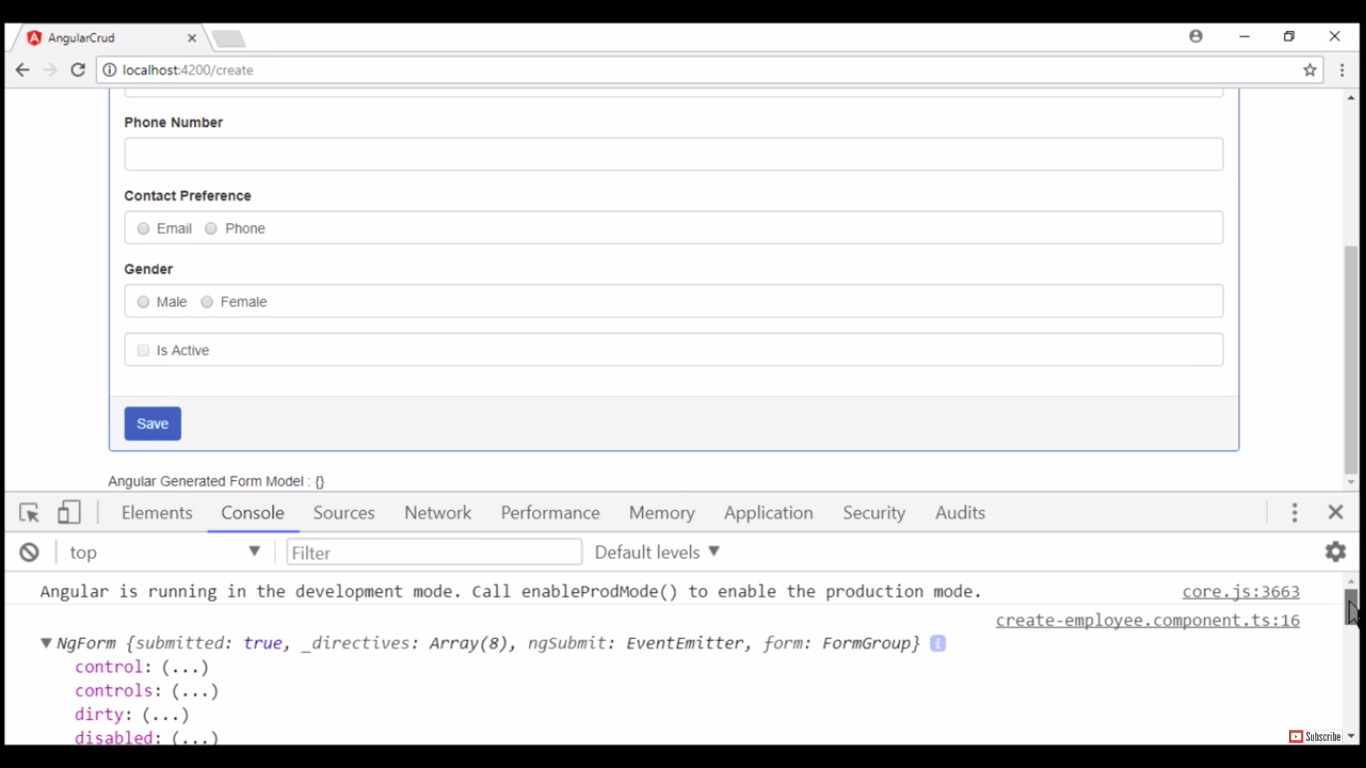 AngularCrud
localhost:4200/create
Phone Number
Contact Preference
Email Phone
Gender
Male Female
Is Active
Save
Angular Generated Form Model : {}
Elements Console Sources Network Performance Memory Application Security Audits
top Filter Default levels
Angular is running in the development mode. Call enableProdMode() to enable the production mode. core.js:3663
create-employee.component.ts:16
NgForm {submitted: true, _directives: Array(8), ngSubmit: EventEmitter, form: FormGroup} i
control: (...)
controls: (...)
dirty: (...)
disabled: (...)
Subscribe